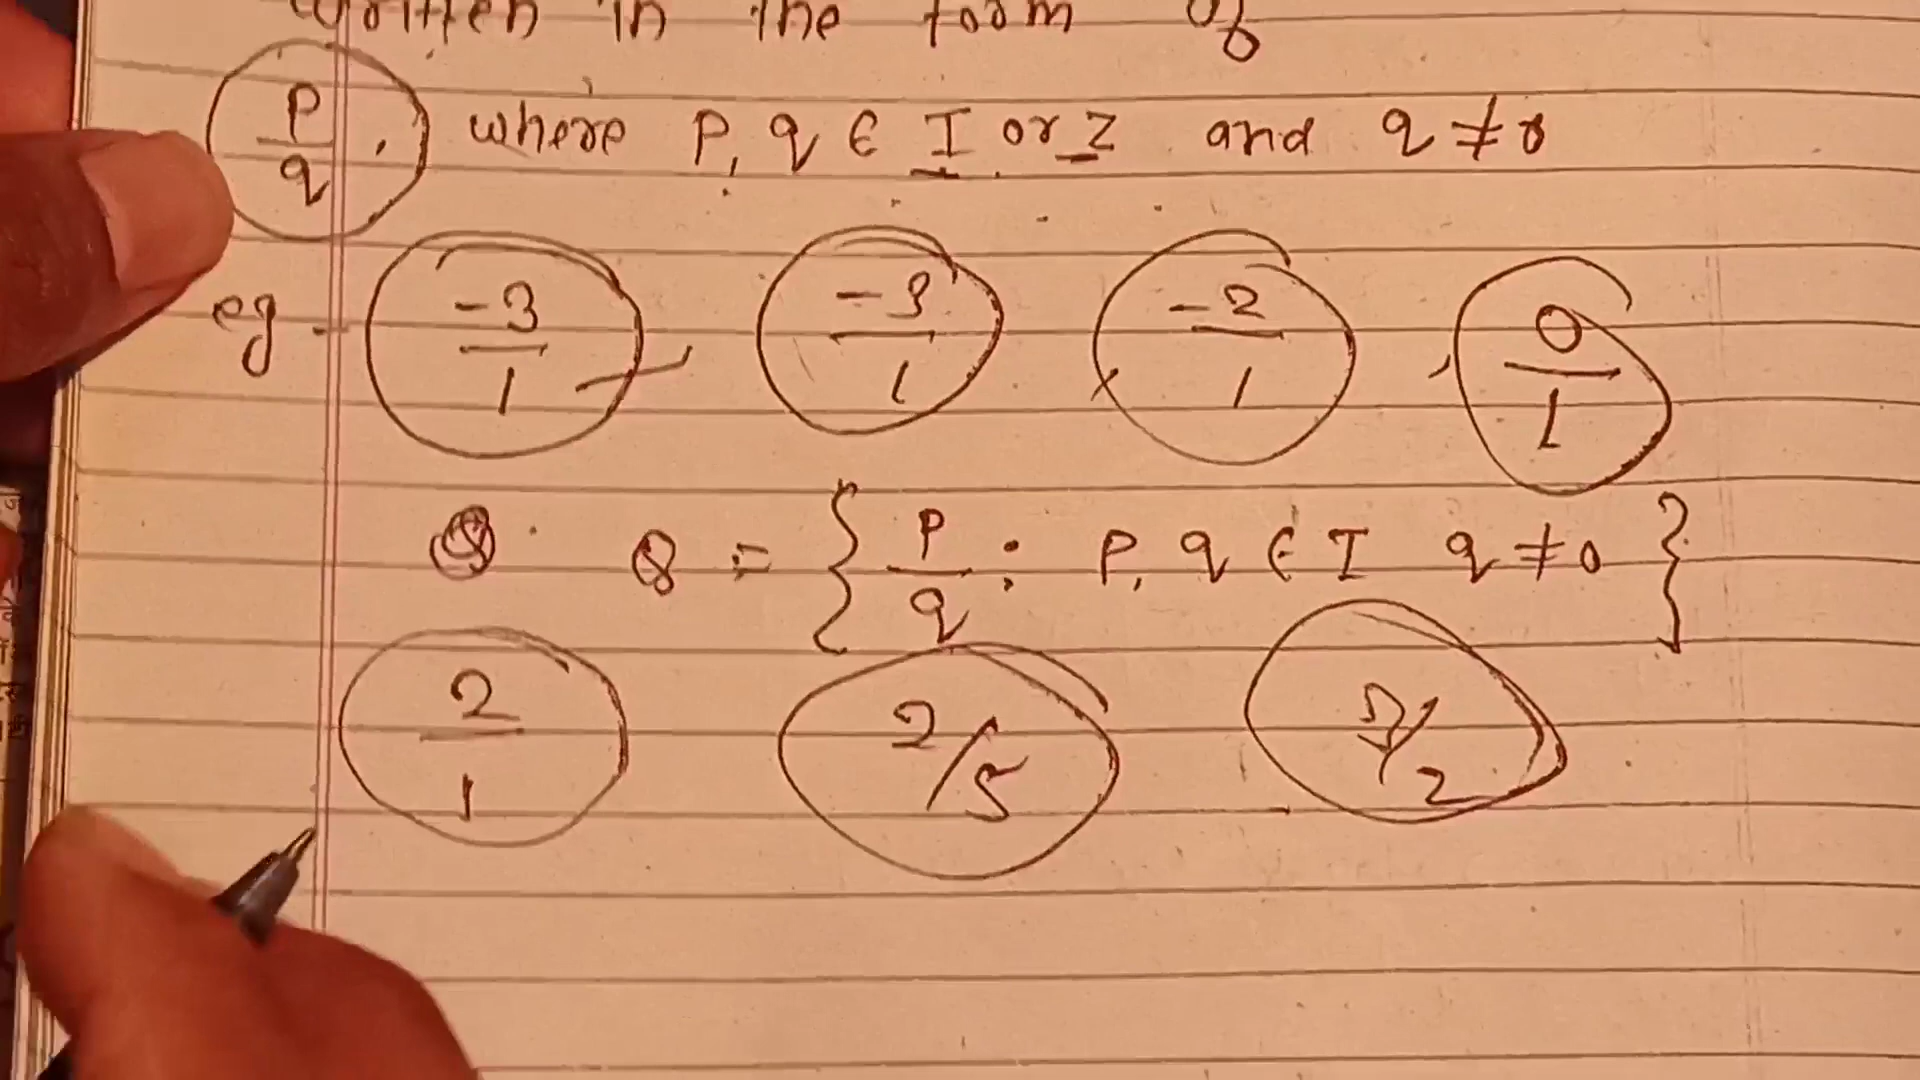 written in the form of
P/q, where P, q ∈ I or Z and q ≠ 0
eg - -3/1 -3/1 -2/1, 0/1
Q Q = { P/q : P, q ∈ I q ≠ 0 }
2/1 2/5 /2